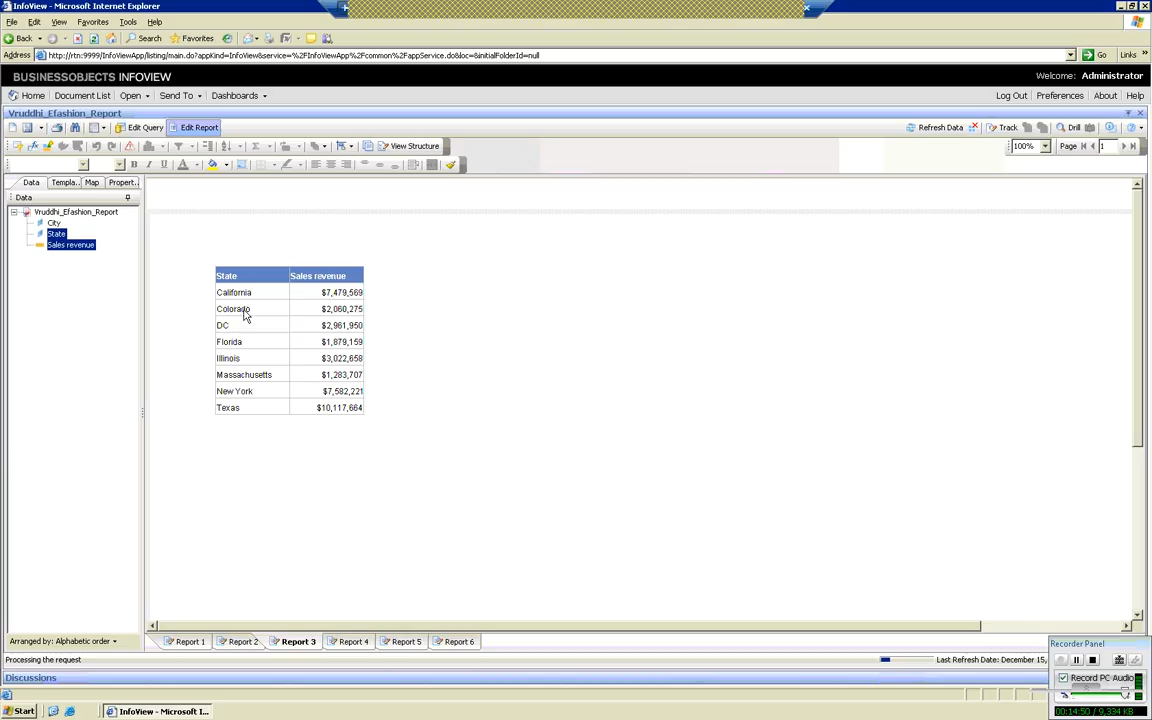 InfoView - Microsoft Internet Explorer
File Edit View Favorites Tools Help
Back Search Favorites
Address http://rtn:9999/InfoViewApp/listing/main.do?appKind=InfoView&service=%2FInfoViewApp%2Fcommon%2FappService.do&loc=&initialFolderId=null Go Links »
BUSINESSOBJECTS INFOVIEW Welcome: Administrator
Home Document List Open Send To Dashboards Log Out Preferences About Help
Vruddhi_Efashion_Report
Edit Query Edit Report Refresh Data Track Drill
View Structure 100% Page 1
Data Templa.. Map Propert..
Data
Vruddhi_Efashion_Report
City
State
Sales revenue
State Sales revenue
California $7,479,569
Colorado $2,060,275
DC $2,961,950
Florida $1,879,159
Illinois $3,022,658
Massachusetts $1,283,707
New York $7,582,221
Texas $10,117,664
Arranged by: Alphabetic order
Report 1 Report 2 Report 3 Report 4 Report 5 Report 6
Recorder Panel
Processing the request Last Refresh Date: December 15,
Record PC Audio
Discussions
00:14:50 / 9,334 KB
Start InfoView - Microsoft I...